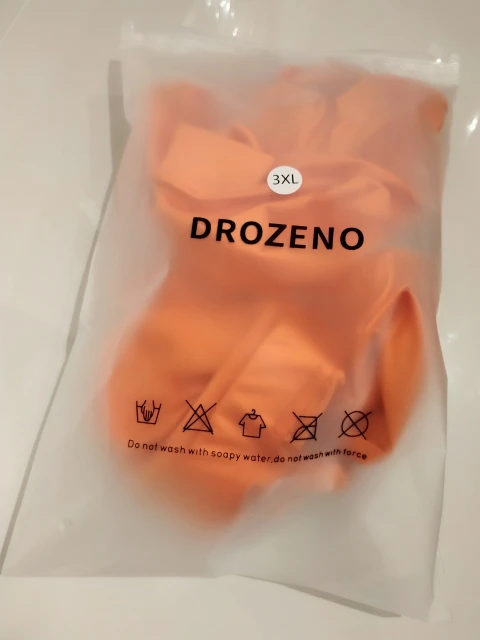 3XL
DROZENO
Do not wash with soapy water,do not wash with force